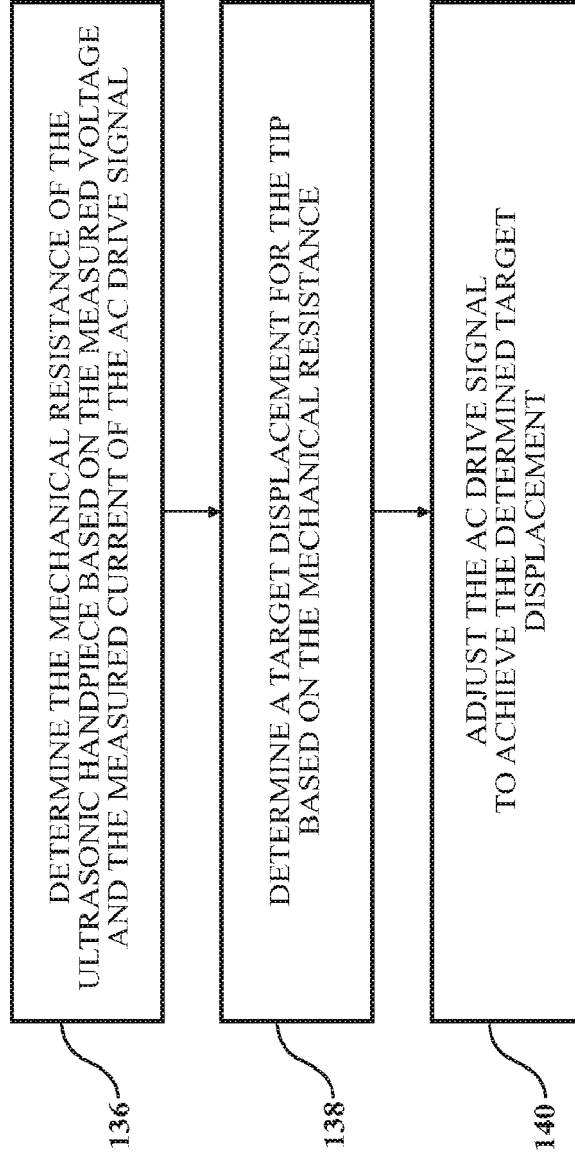 DETERMINE THE MECHANICAL RESISTANCE OF THE
ULTRASONIC HANDPIECE BASED ON THE MEASURED VOLTAGE
AND THE MEASURED CURRENT OF THE AC DRIVE SIGNAL
136
DETERMINE A TARGET DISPLACEMENT FOR THE TIP
BASED ON THE MECHANICAL RESISTANCE
138
ADJUST THE AC DRIVE SIGNAL
TO ACHIEVE THE DETERMINED TARGET
DISPLACEMENT
140